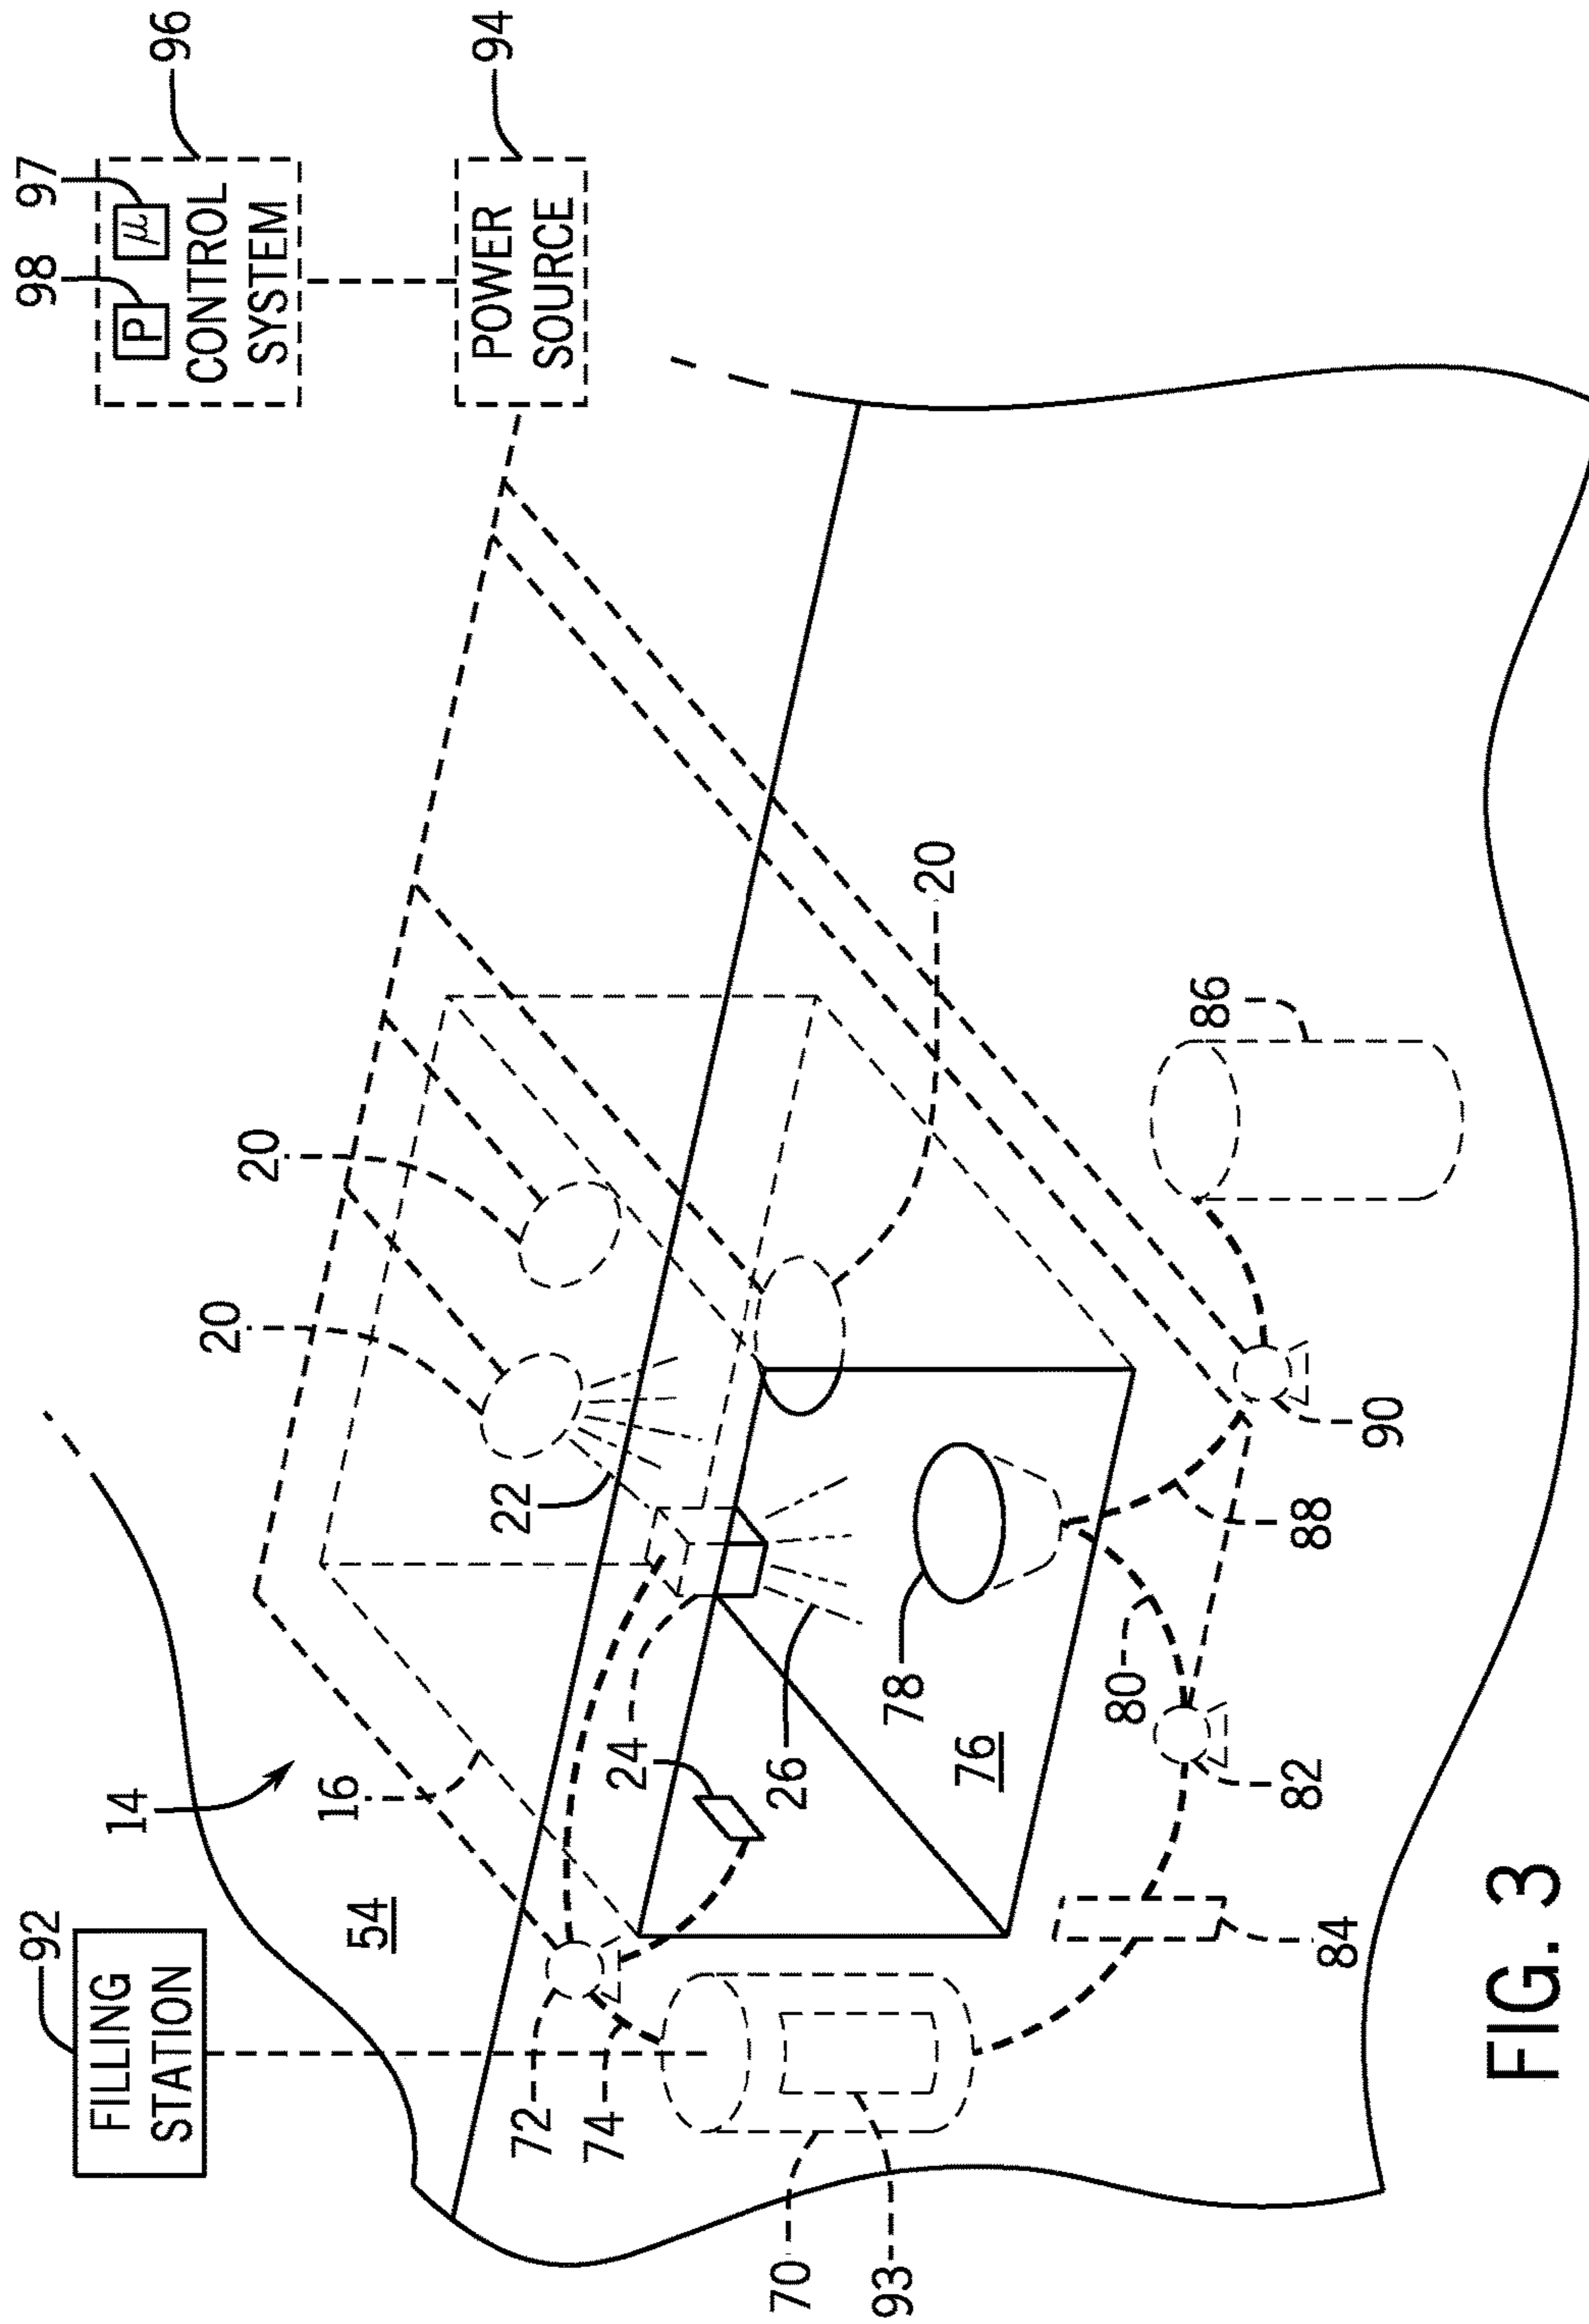 FILLING
STATION
92
14
16
54
20
20
22
72
74
24
26
70
93
78
76
20
80
82
84
88
90
86
98
97
96
P
μ
CONTROL
SYSTEM
94
POWER
SOURCE
FIG. 3